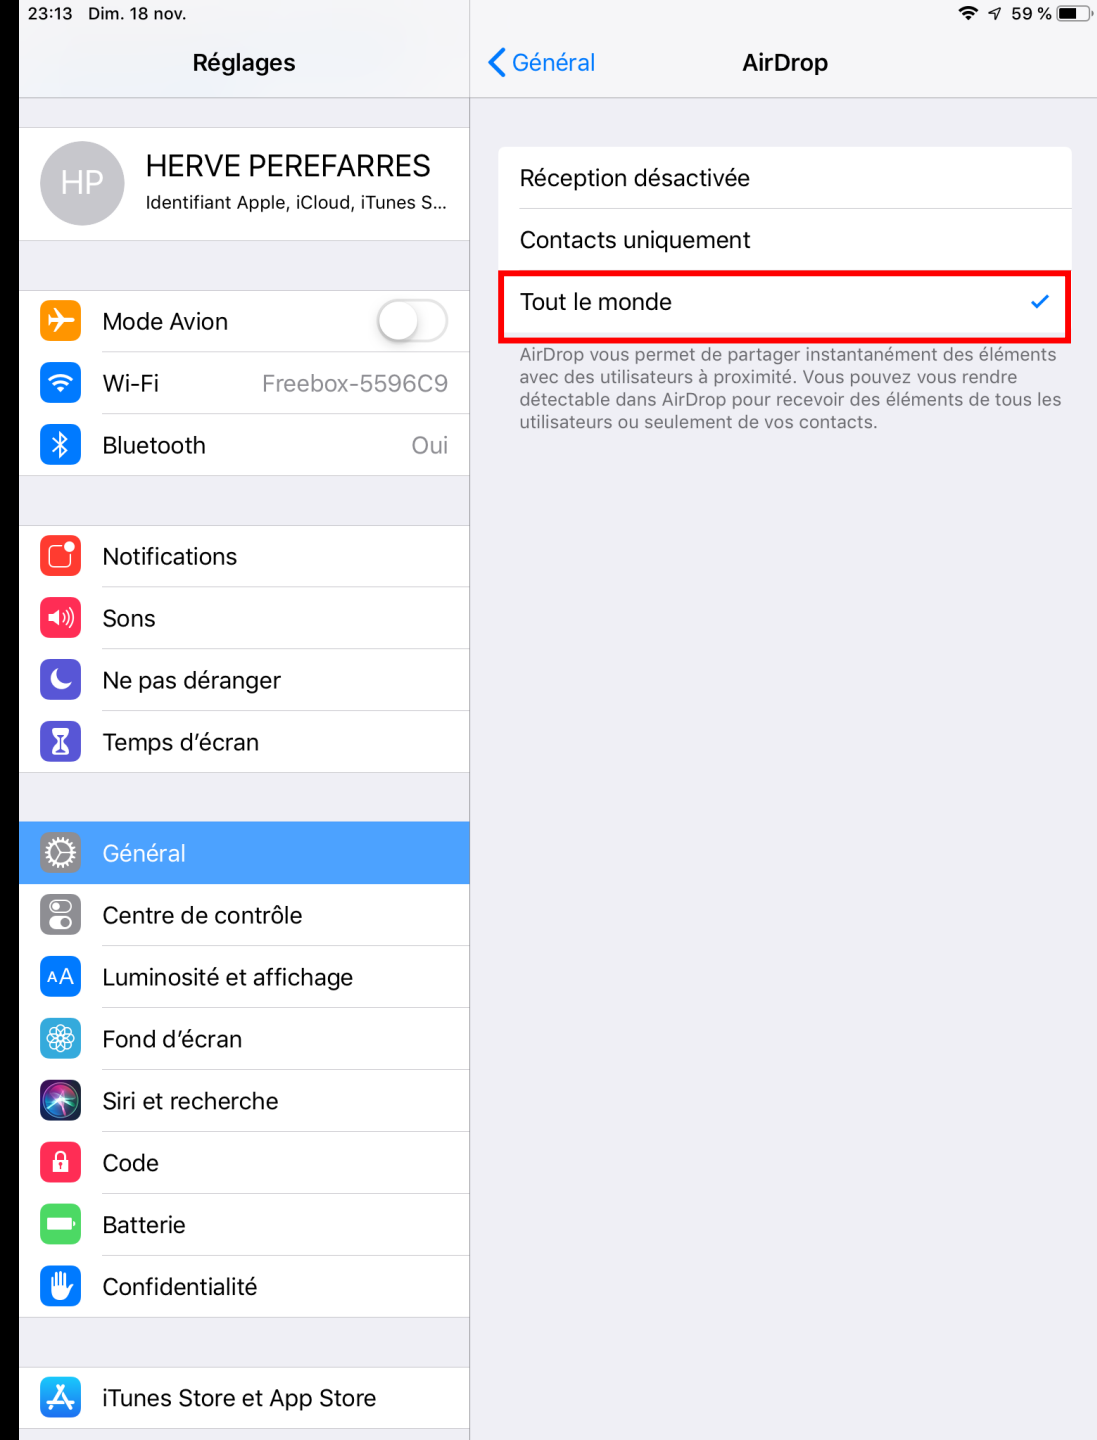 23:13 Dim. 18 nov.
59 %
Réglages
Général
AirDrop
HP
HERVE PEREFARRES
Identifiant Apple, iCloud, iTunes S...
Mode Avion
Wi-Fi
Freebox-5596C9
Bluetooth
Oui
Notifications
Sons
Ne pas déranger
Temps d’écran
Général
Centre de contrôle
AA
Luminosité et affichage
Fond d’écran
Siri et recherche
Code
Batterie
Confidentialité
iTunes Store et App Store
Réception désactivée
Contacts uniquement
Tout le monde
AirDrop vous permet de partager instantanément des éléments
avec des utilisateurs à proximité. Vous pouvez vous rendre
détectable dans AirDrop pour recevoir des éléments de tous les
utilisateurs ou seulement de vos contacts.